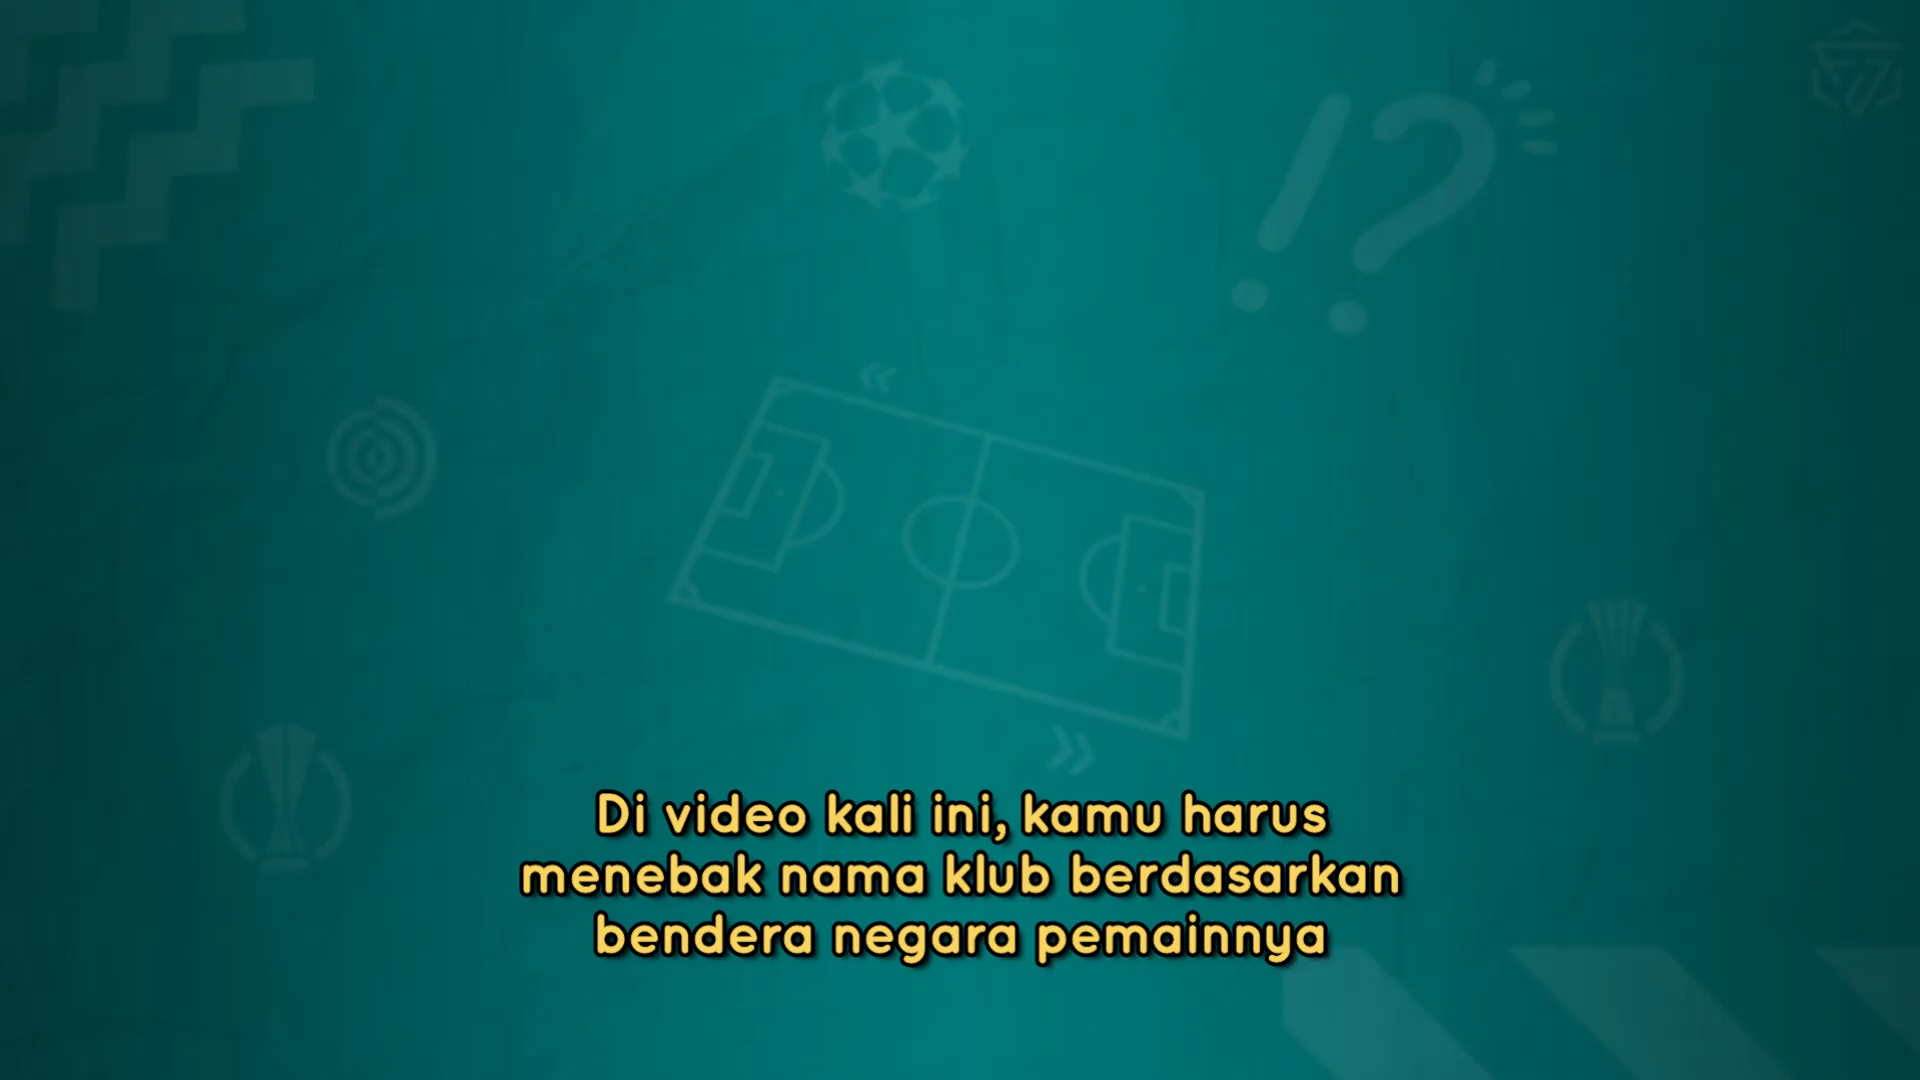 Di video kali ini, kamu harus
menebak nama klub berdasarkan
bendera negara pemainnya